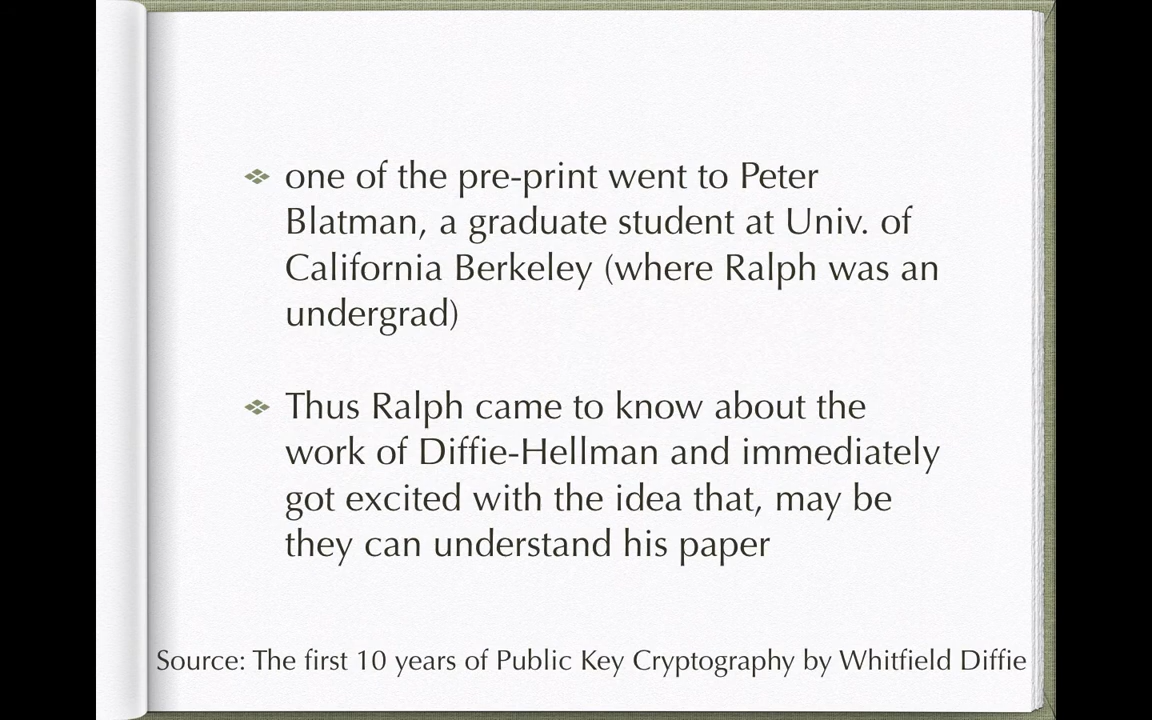 one of the pre-print went to Peter
Blatman, a graduate student at Univ. of
California Berkeley (where Ralph was an
undergrad)
Thus Ralph came to know about the
work of Diffie-Hellman and immediately
got excited with the idea that, may be
they can understand his paper
Source: The first 10 years of Public Key Cryptography by Whitfield Diffie